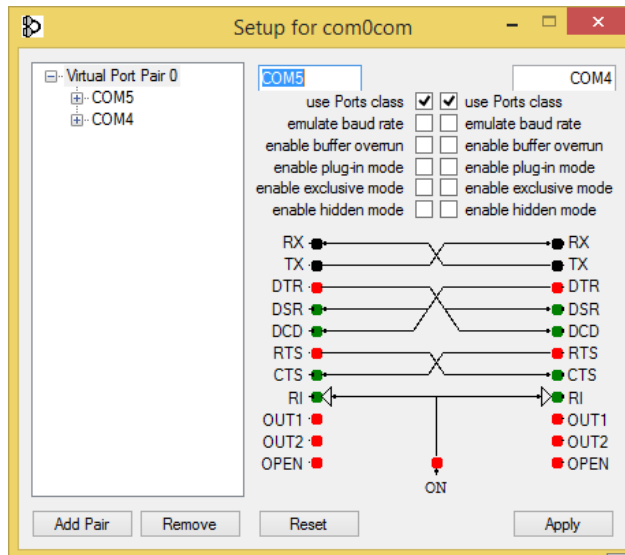 Setup for com0com
Virtual Port Pair 0
COM5
COM4
COM5 COM4
use Ports class use Ports class
emulate baud rate emulate baud rate
enable buffer overrun enable buffer overrun
enable plug-in mode enable plug-in mode
enable exclusive mode enable exclusive mode
enable hidden mode enable hidden mode
RX RX
TX TX
DTR DTR
DSR DSR
DCD DCD
RTS RTS
CTS CTS
RI RI
OUT1 OUT1
OUT2 OUT2
OPEN OPEN
ON
Add Pair Remove Reset Apply